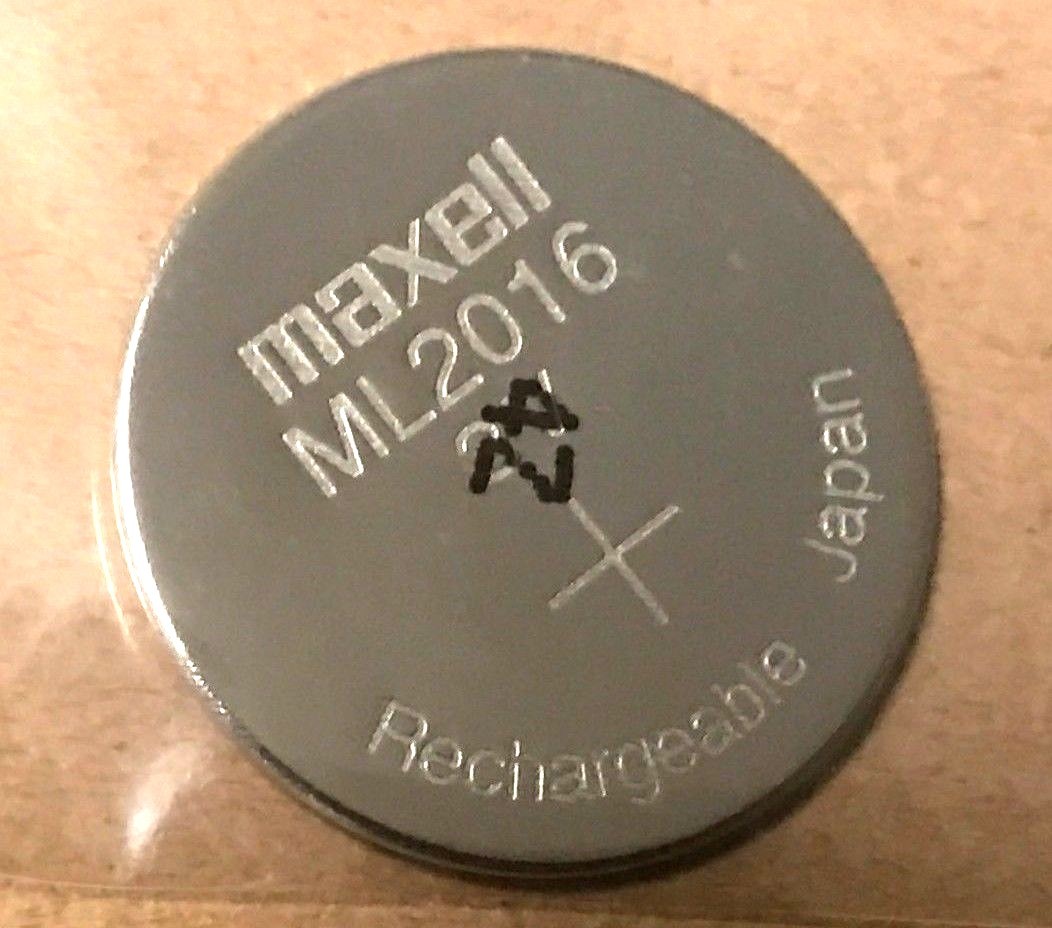 maxell
ML2016
+
Japan
Rechargeable